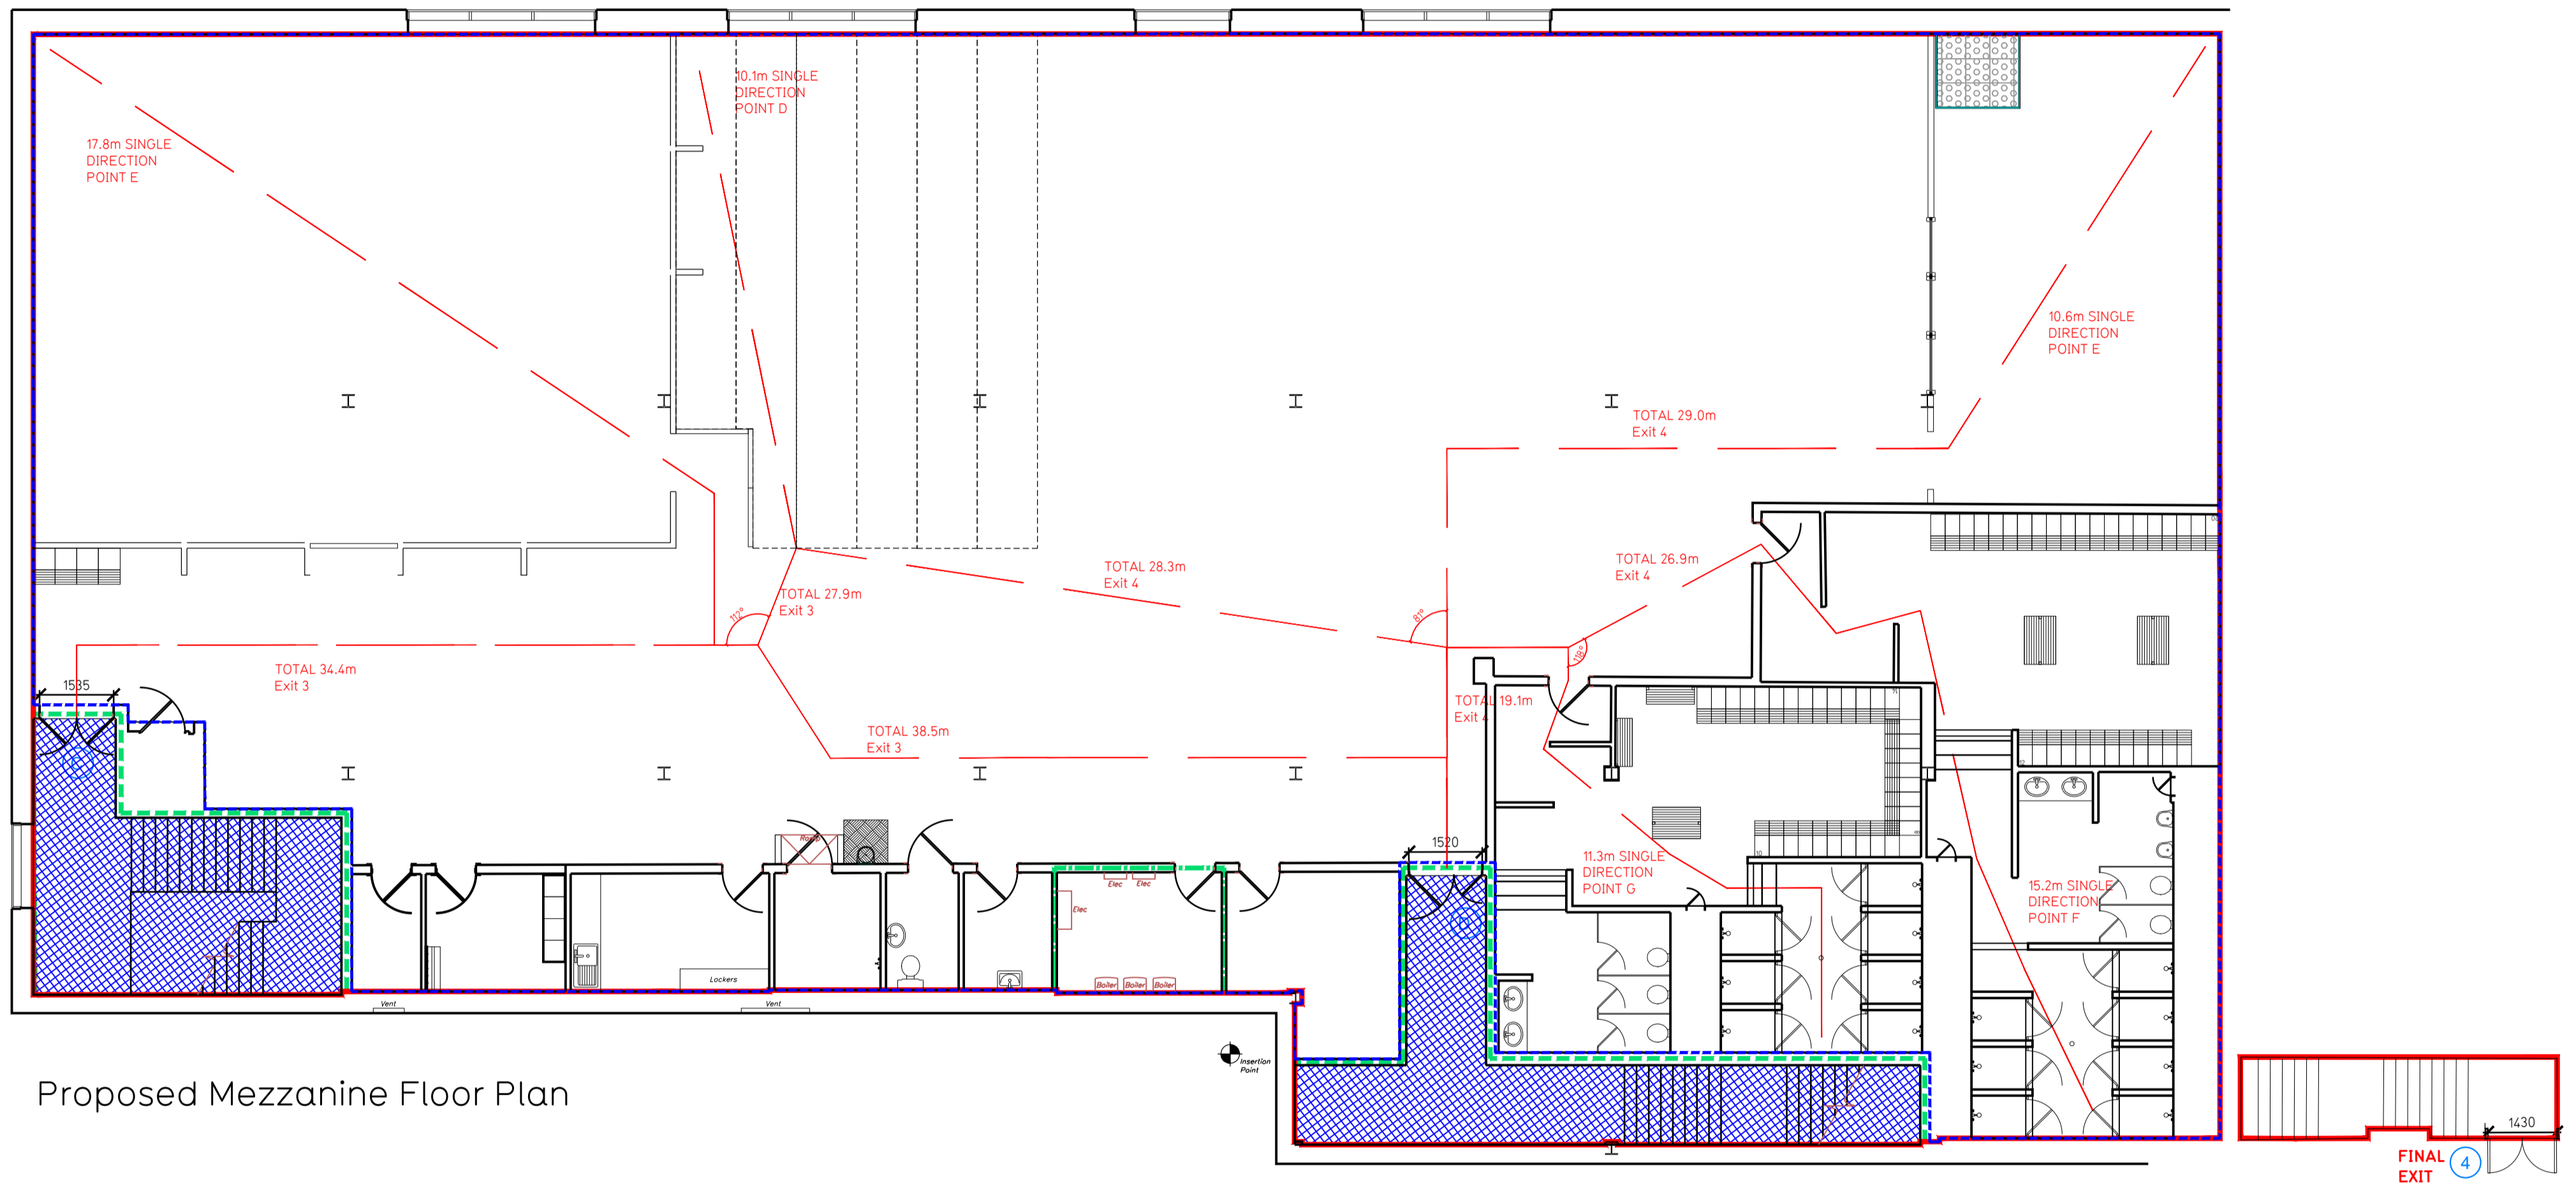 10.1m SINGLE
DIRECTION
POINT D
17.8m SINGLE
DIRECTION
POINT E
10.6m SINGLE
DIRECTION
POINT E
TOTAL 29.0m
Exit 4
TOTAL 28.3m
Exit 4
TOTAL 26.9m
Exit 4
TOTAL 27.9m
Exit 3
112°
81°
118°
TOTAL 34.4m
Exit 3
1535
TOTAL 19.1m
Exit 4
TOTAL 38.5m
Exit 3
1520
11.3m SINGLE
DIRECTION
POINT G
15.2m SINGLE
DIRECTION
POINT F
10
Elec
Elec
Elec
Lockers
Boiler
Boiler
Boiler
Vent
Vent
Insertion
Point
Proposed Mezzanine Floor Plan
1430
FINAL
EXIT
4